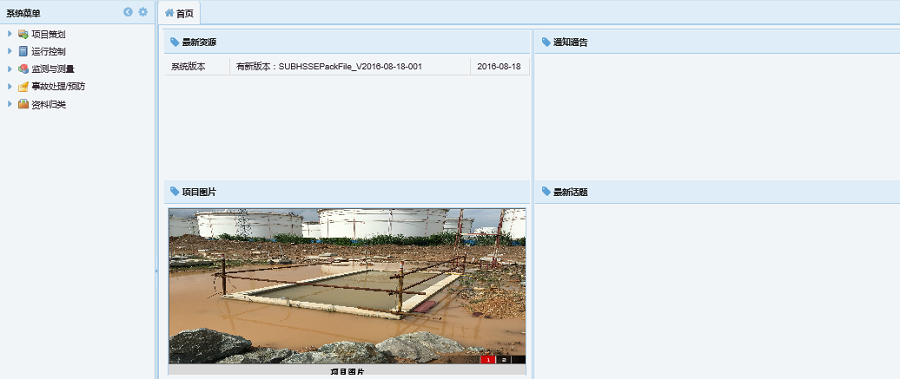 系统菜单
首页
项目策划
运行控制
监测与测量
事故处理/预防
资料归类
最新资源
系统版本 有新版本：SUBHSSEPackFile_V2016-08-18-001 2016-08-18
通知通告
项目图片
1 2
项目图片
最新话题